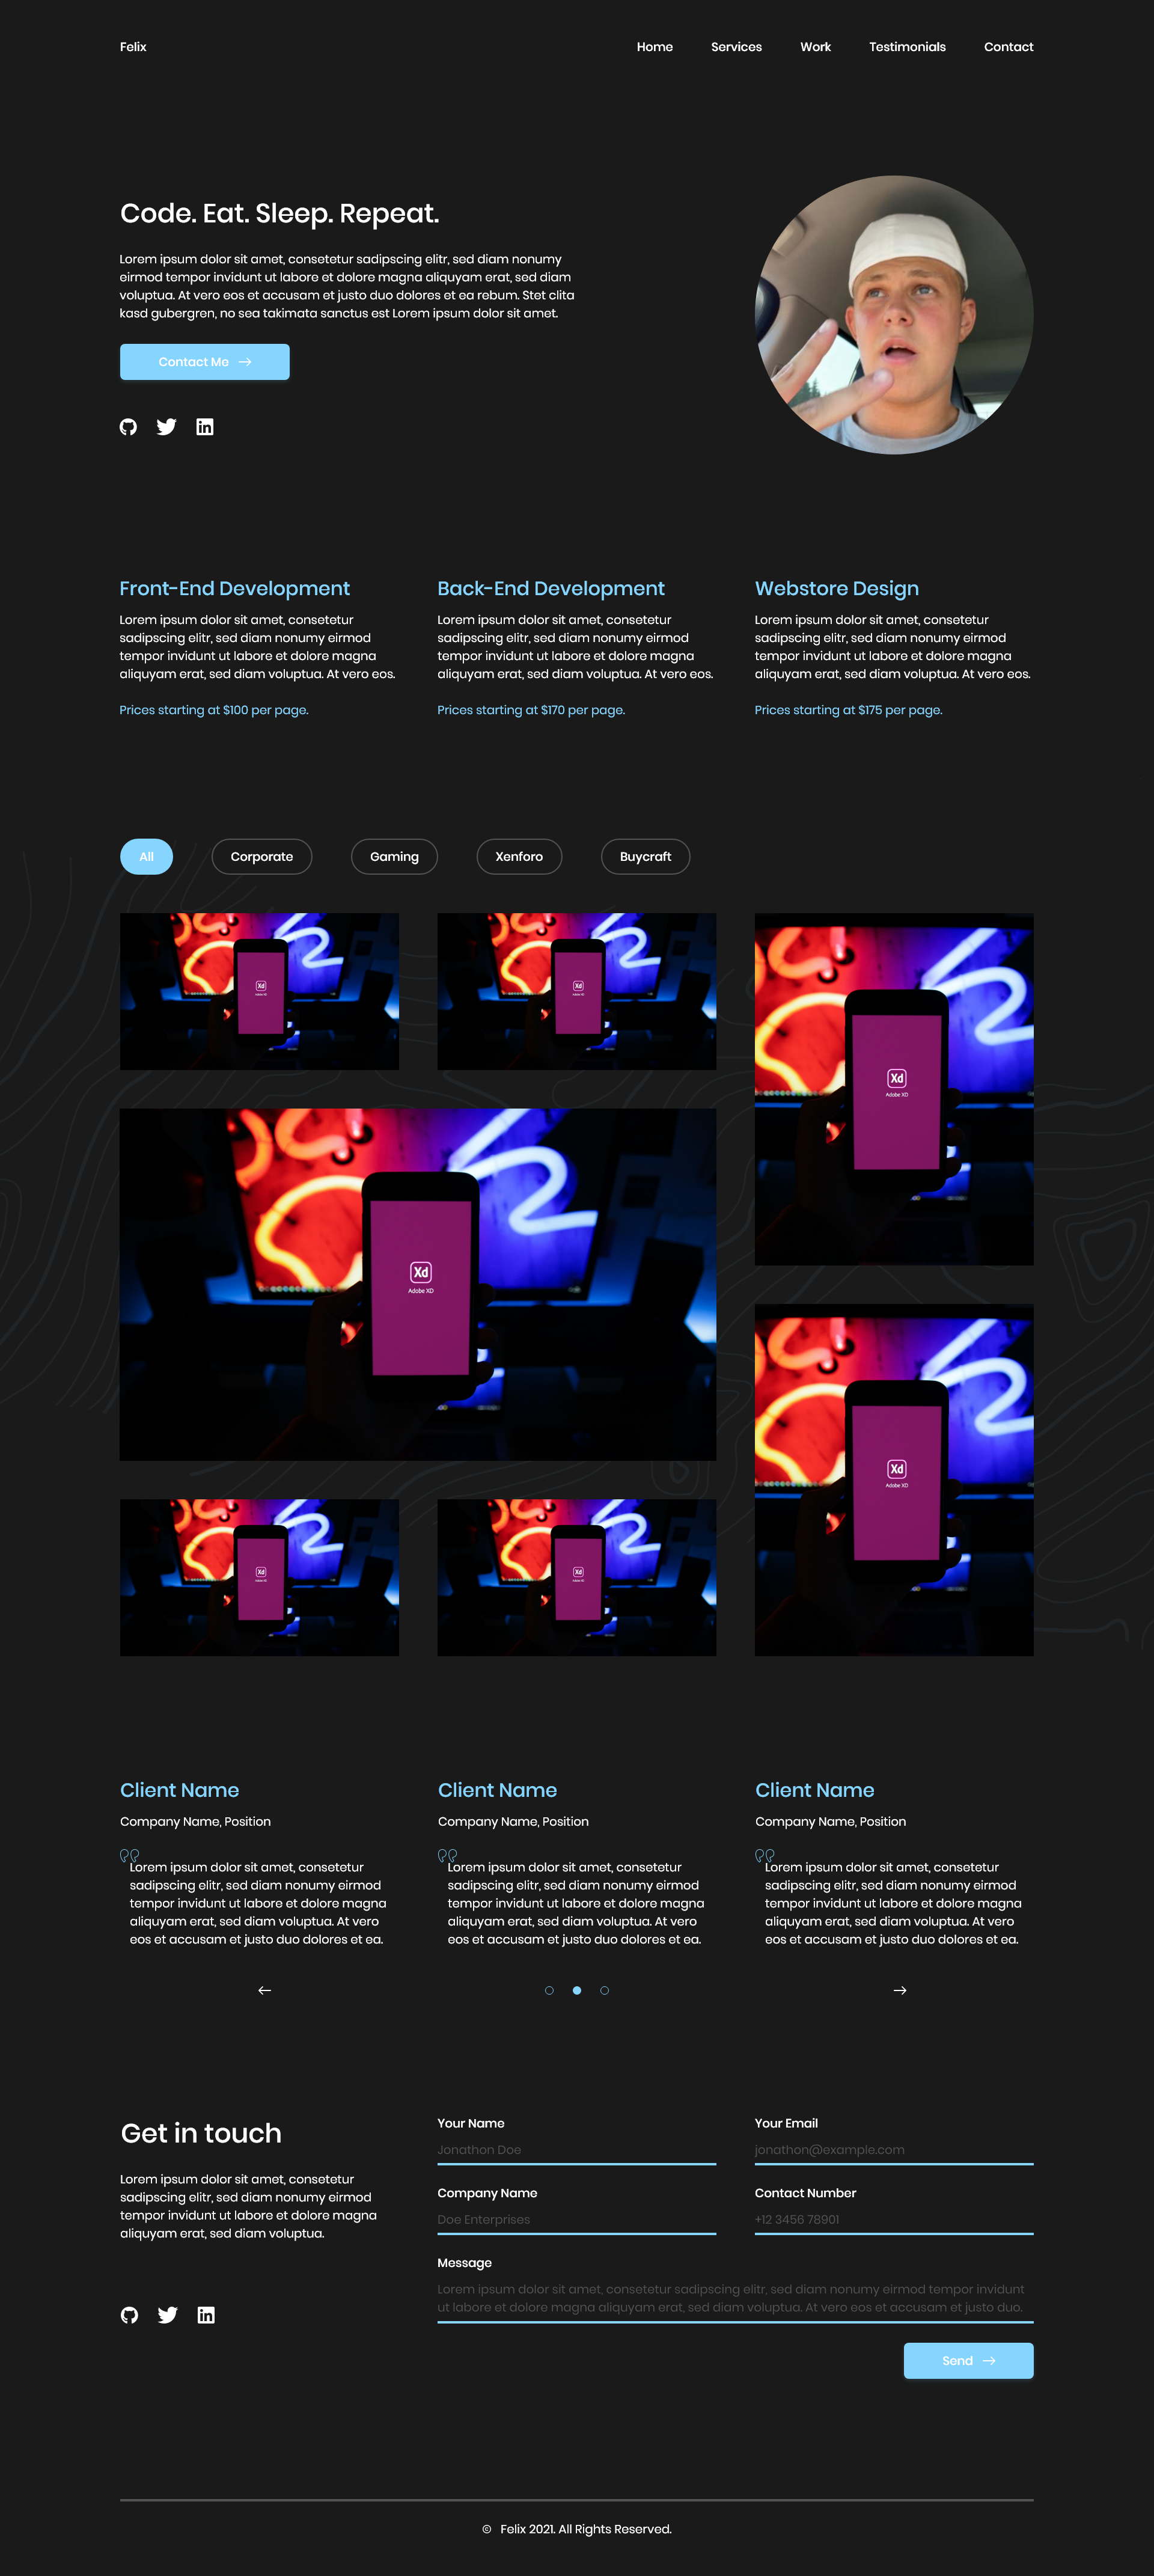 Felix
Home
Services
Work
Testimonials
Contact
Code. Eat. Sleep. Repeat.
Lorem ipsum dolor sit amet, consetetur sadipscing elitr, sed diam nonumy
eirmod tempor invidunt ut labore et dolore magna aliquyam erat, sed diam
voluptua. At vero eos et accusam et justo duo dolores et ea rebum. Stet clita
kasd gubergren, no sea takimata sanctus est Lorem ipsum dolor sit amet.
Contact Me
Front-End Development
Lorem ipsum dolor sit amet, consetetur
sadipscing elitr, sed diam nonumy eirmod
tempor invidunt ut labore et dolore magna
aliquyam erat, sed diam voluptua. At vero eos.
Prices starting at $100 per page.
Back-End Development
Lorem ipsum dolor sit amet, consetetur
sadipscing elitr, sed diam nonumy eirmod
tempor invidunt ut labore et dolore magna
aliquyam erat, sed diam voluptua. At vero eos.
Prices starting at $170 per page.
Webstore Design
Lorem ipsum dolor sit amet, consetetur
sadipscing elitr, sed diam nonumy eirmod
tempor invidunt ut labore et dolore magna
aliquyam erat, sed diam voluptua. At vero eos.
Prices starting at $175 per page.
All
Corporate
Gaming
Xenforo
Buycraft
Xd
Adobe XD
Xd
Adobe XD
Xd
Adobe XD
Xd
Adobe XD
Xd
Adobe XD
Xd
Adobe XD
Xd
Adobe XD
Client Name
Company Name, Position
Lorem ipsum dolor sit amet, consetetur
sadipscing elitr, sed diam nonumy eirmod
tempor invidunt ut labore et dolore magna
aliquyam erat, sed diam voluptua. At vero
eos et accusam et justo duo dolores et ea.
Client Name
Company Name, Position
Lorem ipsum dolor sit amet, consetetur
sadipscing elitr, sed diam nonumy eirmod
tempor invidunt ut labore et dolore magna
aliquyam erat, sed diam voluptua. At vero
eos et accusam et justo duo dolores et ea.
Client Name
Company Name, Position
Lorem ipsum dolor sit amet, consetetur
sadipscing elitr, sed diam nonumy eirmod
tempor invidunt ut labore et dolore magna
aliquyam erat, sed diam voluptua. At vero
eos et accusam et justo duo dolores et ea.
Get in touch
Lorem ipsum dolor sit amet, consetetur
sadipscing elitr, sed diam nonumy eirmod
tempor invidunt ut labore et dolore magna
aliquyam erat, sed diam voluptua.
Your Name
Jonathon Doe
Your Email
jonathon@example.com
Company Name
Doe Enterprises
Contact Number
+12 3456 78901
Message
Lorem ipsum dolor sit amet, consetetur sadipscing elitr, sed diam nonumy eirmod tempor invidunt
ut labore et dolore magna aliquyam erat, sed diam voluptua. At vero eos et accusam et justo duo.
Send
© Felix 2021. All Rights Reserved.